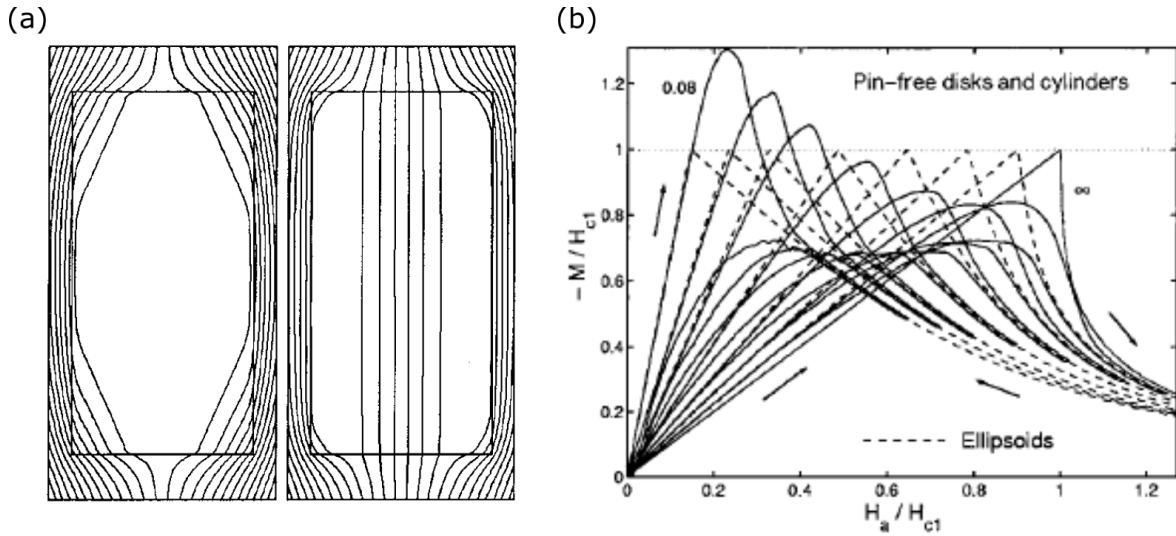 (a)
(b)
1.2
1
0.8
0.6
0.4
0.2
0
0.08
Pin-free disks and cylinders
∞
Ellipsoids
- M / Hc1
0 0.2 0.4 0.6 0.8 1 1.2
Ha / Hc1